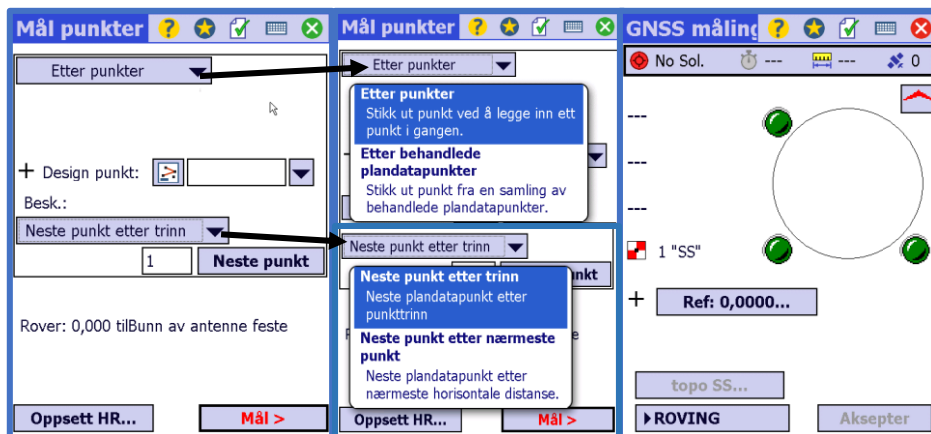 Mål punkter
Etter punkter
Design punkt:
Besk.:
Neste punkt etter trinn
1
Neste punkt
Rover: 0,000 tilBunn av antenne feste
Oppsett HR...
Mål >
Mål punkter
Etter punkter
Etter punkter
Stikk ut punkt ved å legge inn ett
punkt i gangen.
Etter behandlede
plandatapunkter
Stikk ut punkt fra en samling av
behandlede plandatapunkter.
Neste punkt etter trinn
Neste punkt etter trinn
Neste plandatapunkt etter
punkttrinn
Neste punkt etter nærmeste
punkt
Neste plandatapunkt etter
nærmeste horisontale distanse.
Oppsett HR...
Mål >
GNSS måling
No Sol. --- --- 0
---
---
---
1 "SS"
+ Ref: 0,0000...
topo SS...
ROVING
Aksepter